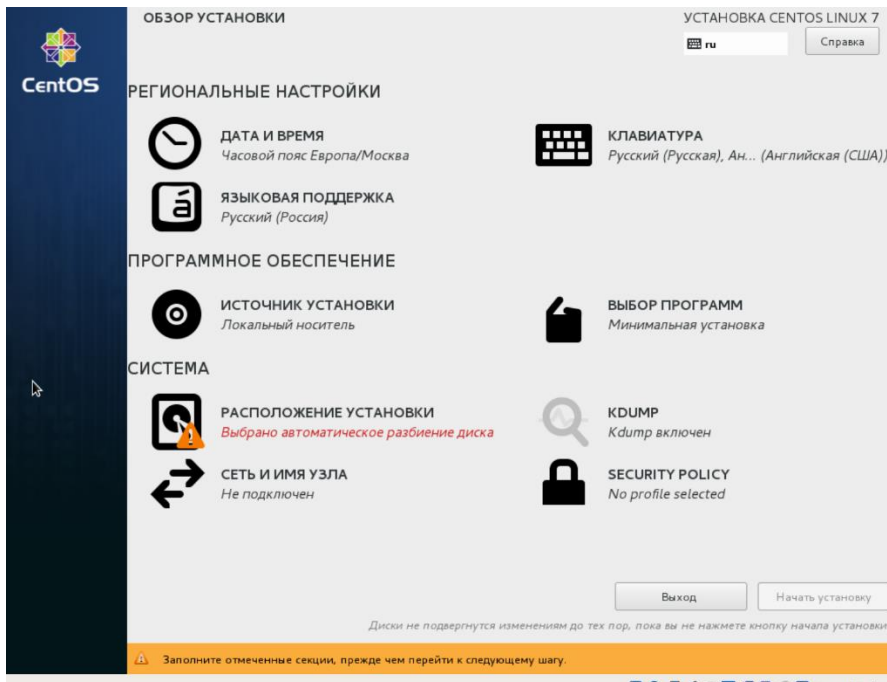 ОБЗОР УСТАНОВКИ
УСТАНОВКА CENTOS LINUX 7
ru
Справка
CentOS
РЕГИОНАЛЬНЫЕ НАСТРОЙКИ
ДАТА И ВРЕМЯ
Часовой пояс Европа/Москва
КЛАВИАТУРА
Русский (Русская), Ан... (Английская (США))
ЯЗЫКОВАЯ ПОДДЕРЖКА
Русский (Россия)
ПРОГРАММНОЕ ОБЕСПЕЧЕНИЕ
ИСТОЧНИК УСТАНОВКИ
Локальный носитель
ВЫБОР ПРОГРАММ
Минимальная установка
СИСТЕМА
РАСПОЛОЖЕНИЕ УСТАНОВКИ
Выбрано автоматическое разбиение диска
KDUMP
Kdump включен
СЕТЬ И ИМЯ УЗЛА
Не подключен
SECURITY POLICY
No profile selected
Выход
Начать установку
Диски не подвергнутся изменениям до тех пор, пока вы не нажмете кнопку начала установки
Заполните отмеченные секции, прежде чем перейти к следующему шагу.